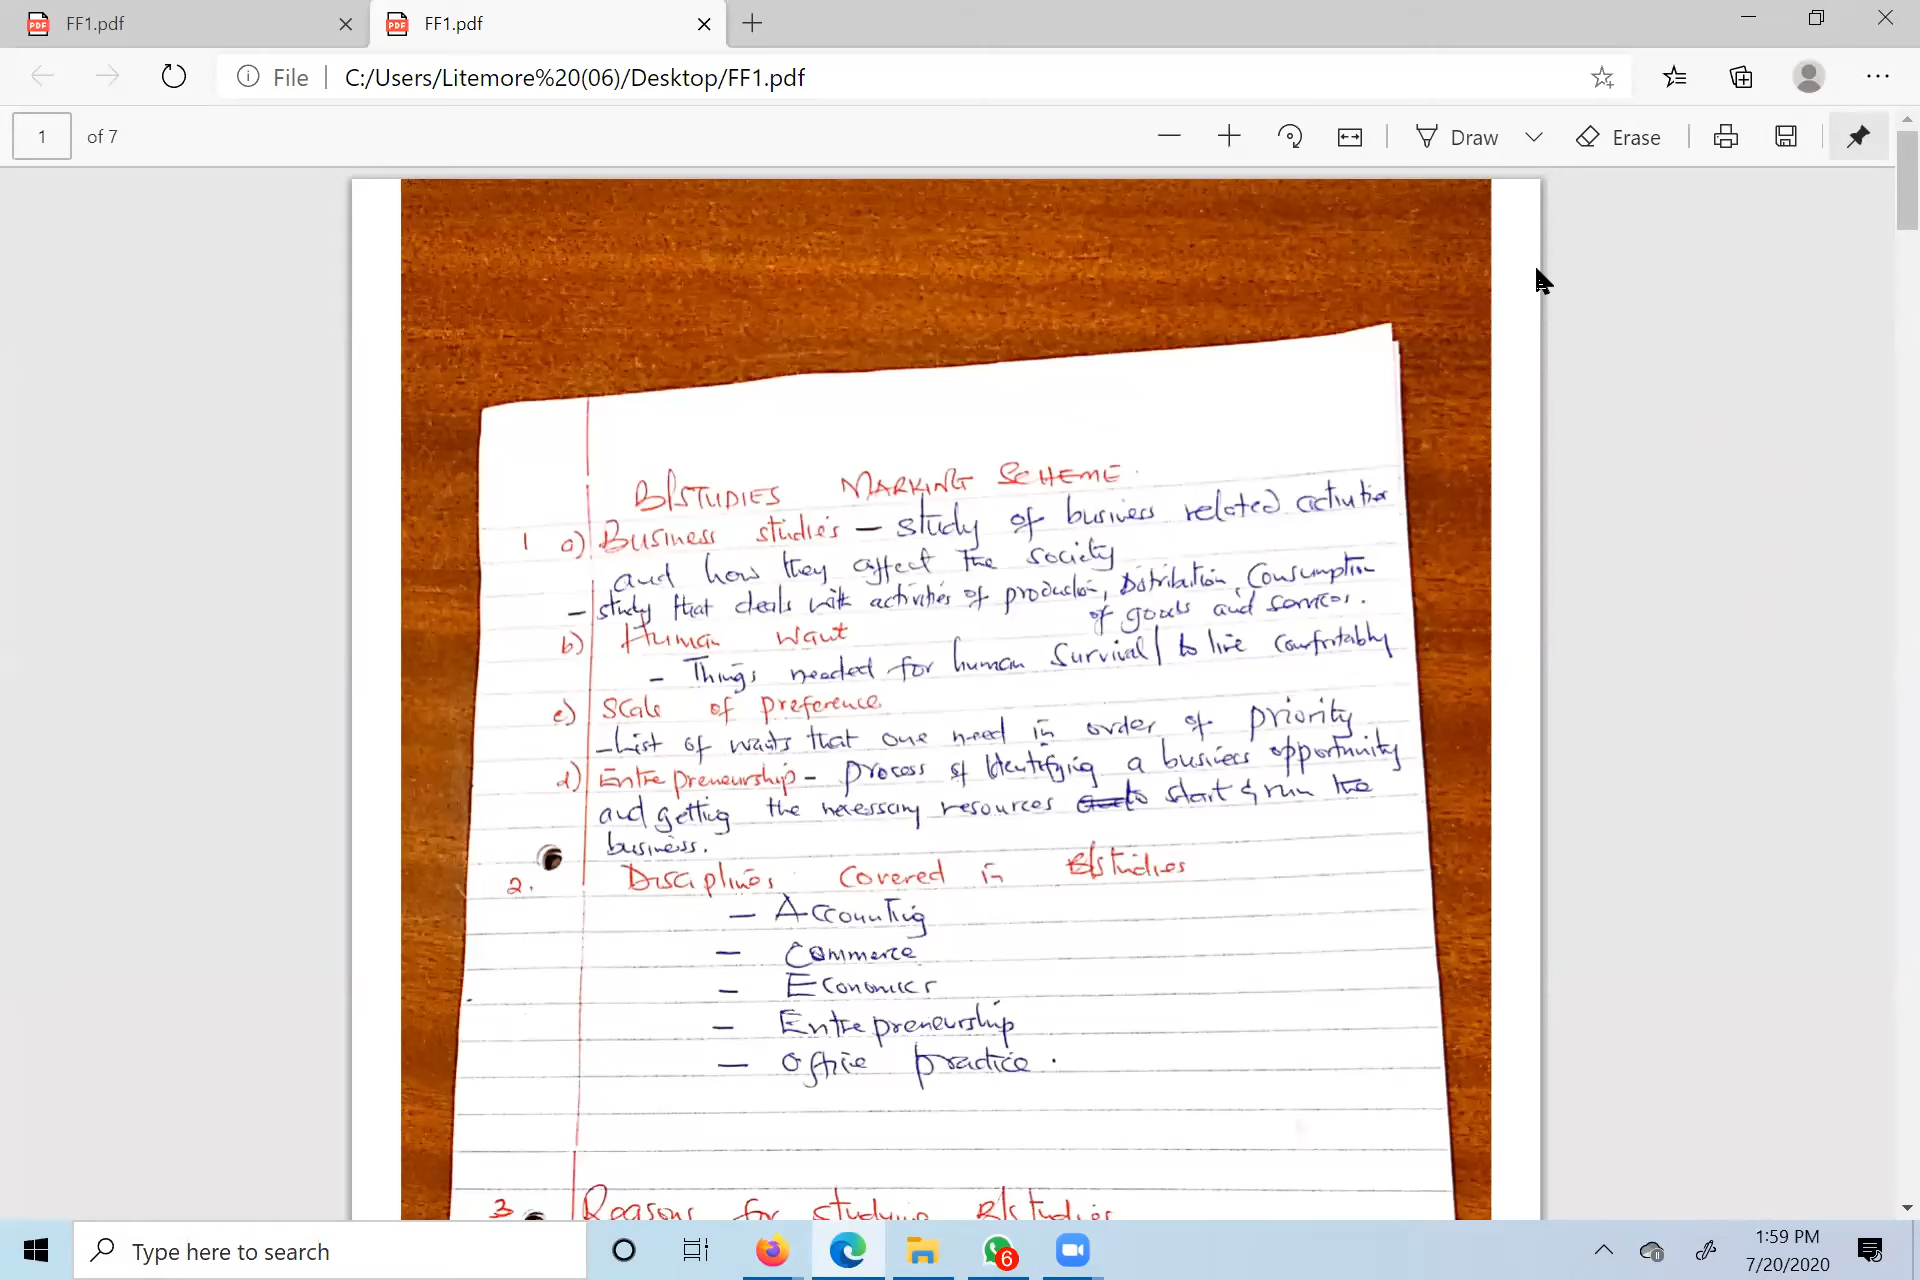 FF1.pdf
FF1.pdf
File
C:/Users/Litemore%20(06)/Desktop/FF1.pdf
1 of 7
Draw
Erase
B/STUDIES MARKING SCHEME.
1 a) Business studies – study of business related activities
and how they affect the society
– study that deals with activities of production, Distribution, Consumption
of goods and services.
b) Human want
– Things needed for human survival / to live comfortably
c) Scale of preference
– List of wants that one need in order of priority
d) Entrepreneurship – process of identifying a business opportunity
and getting the necessary resources to start & run the
business.
2. Disciplines covered in B/studies
– Accounting
– Commerce
– Economics
– Entrepreneurship
– Office practice.
3 Reasons for studying B/studies
Type here to search
6
1:59 PM
7/20/2020